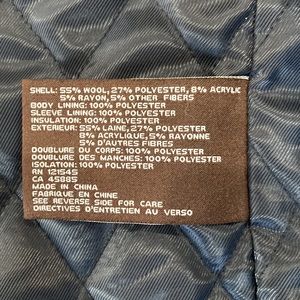 SHELL: 55% WOOL, 27% POLYESTER, 8% ACRYLIC
5% RAYON, 5% OTHER FIBERS
BODY LINING: 100% POLYESTER
SLEEVE LINING: 100% POLYESTER
INSULATION: 100% POLYESTER
EXTERIEUR: 55% LAINE, 27% POLYESTER
8% ACRYLIQUE, 5% RAYONNE
5% D'AUTRES FIBRES
DOUBLURE DU CORPS: 100% POLYESTER
DOUBLURE DES MANCHES: 100% POLYESTER
ISOLATION: 100% POLYESTER
RN 121545
CA 45885
MADE IN CHINA
FABRIQUE EN CHINE
SEE REVERSE SIDE FOR CARE
DIRECTIVES D'ENTRETIEN AU VERSO